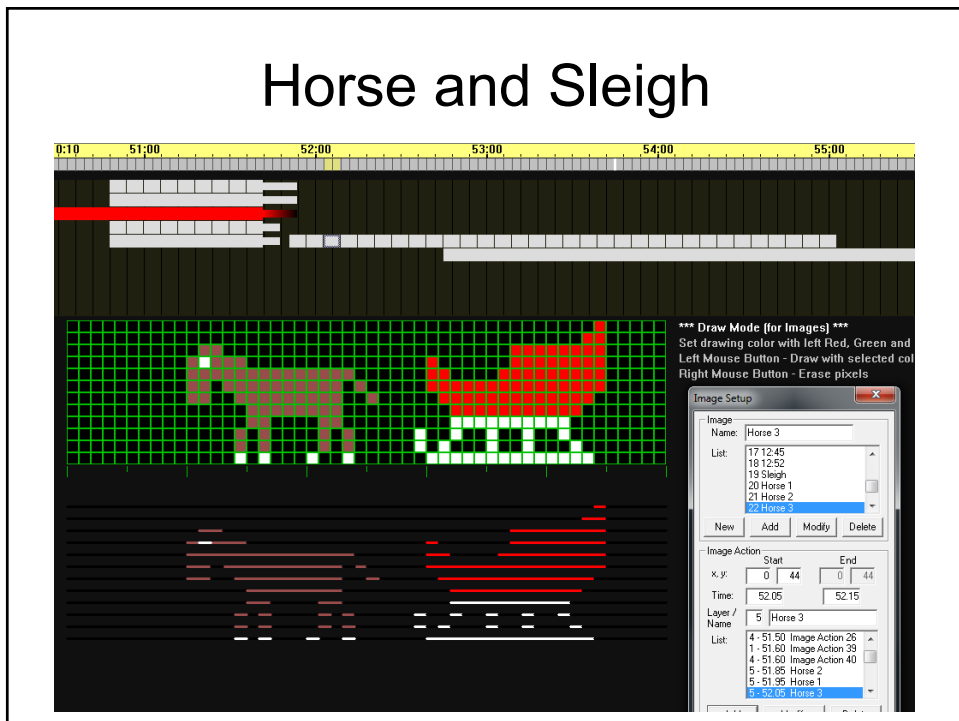 Horse and Sleigh
0:10 51:00 52:00 53:00 54:00 55:00
*** Draw Mode (for Images) ***
Set drawing color with left Red, Green and
Left Mouse Button - Draw with selected col
Right Mouse Button - Erase pixels
Image Setup
Image
Name: Horse 3
List: 17 12:45
18 12:52
19 Sleigh
20 Horse 1
21 Horse 2
22 Horse 3
New Add Modify Delete
Image Action
Start End
x, y: 0 44 0 44
Time: 52.05 52.15
Layer /
Name 5 Horse 3
List: 4 - 51.50 Image Action 26
1 - 51.60 Image Action 39
4 - 51.60 Image Action 40
5 - 51.85 Horse 2
5 - 51.95 Horse 1
5 - 52.05 Horse 3